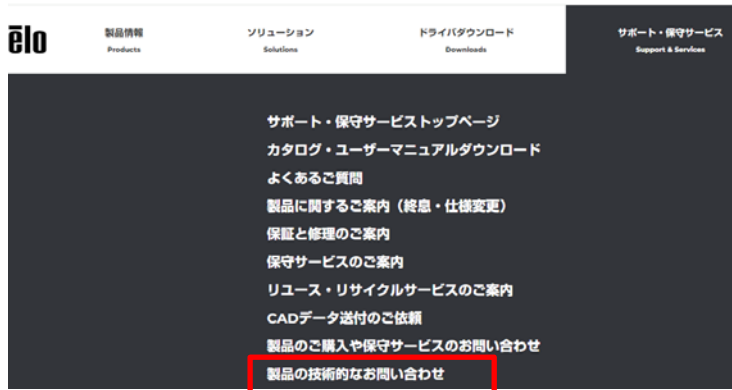 ēlo
製品情報
Products
ソリューション
Solutions
ドライバダウンロード
Downloads
サポート・保守サービス
Support & Services
サポート・保守サービストップページ
カタログ・ユーザーマニュアルダウンロード
よくあるご質問
製品に関するご案内（終息・仕様変更）
保証と修理のご案内
保守サービスのご案内
リユース・リサイクルサービスのご案内
CADデータ送付のご依頼
製品のご購入や保守サービスのお問い合わせ
製品の技術的なお問い合わせ